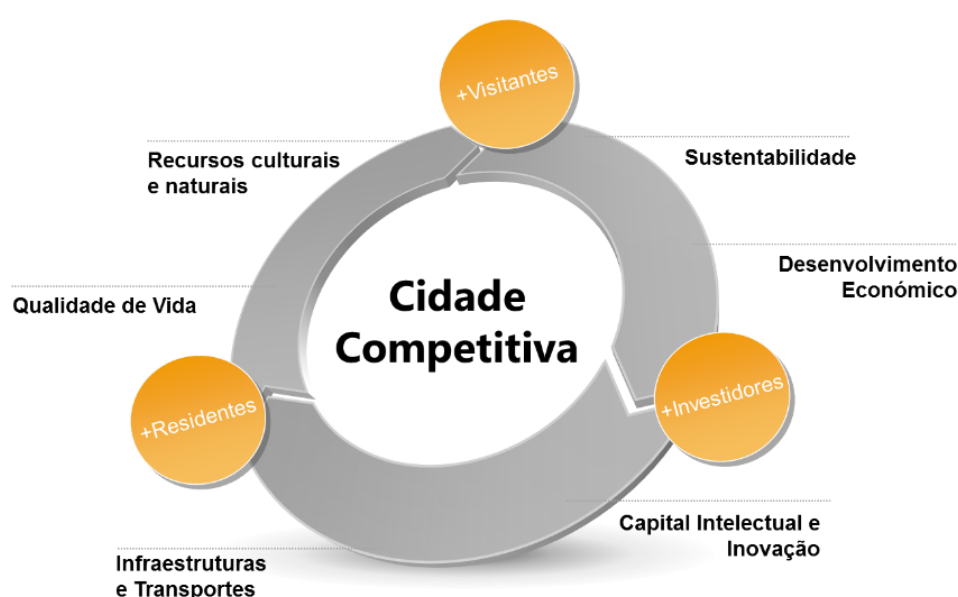 +Visitantes
Recursos culturais
e naturais
Sustentabilidade
Desenvolvimento
Económico
Qualidade de Vida
Cidade
Competitiva
+Residentes
+Investidores
Capital Intelectual e
Inovação
Infraestruturas
e Transportes